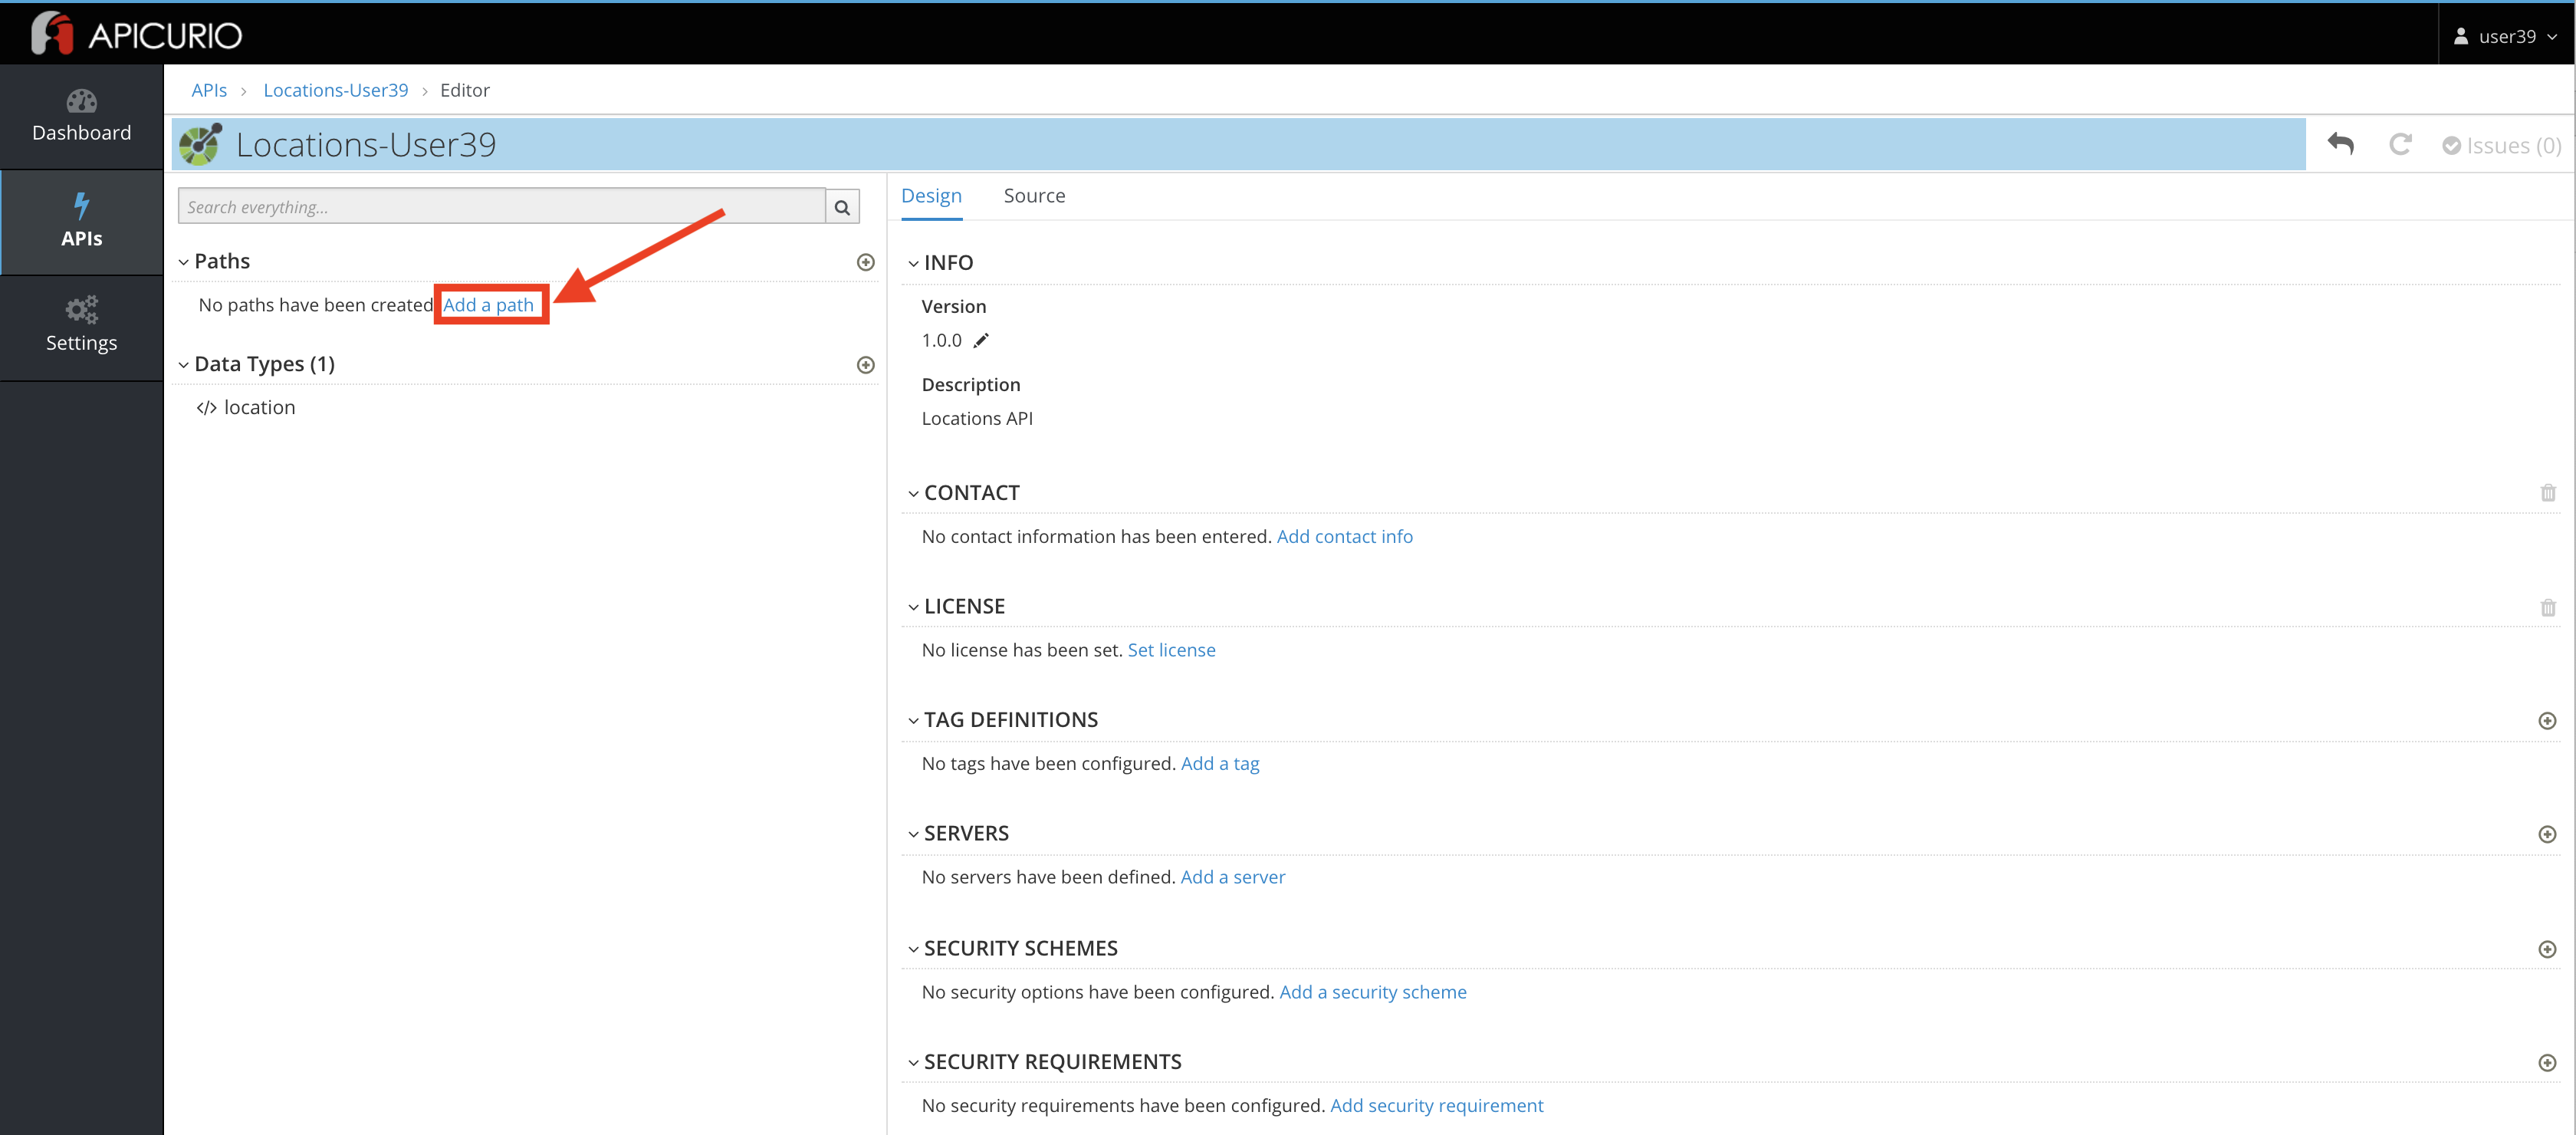 APICURIO
user39
Dashboard
APIs
Settings
APIs > Locations-User39 > Editor
Locations-User39
Issues (0)
Search everything...
Paths
No paths have been created Add a path
Data Types (1)
</> location
Design Source
INFO
Version
1.0.0
Description
Locations API
CONTACT
No contact information has been entered. Add contact info
LICENSE
No license has been set. Set license
TAG DEFINITIONS
No tags have been configured. Add a tag
SERVERS
No servers have been defined. Add a server
SECURITY SCHEMES
No security options have been configured. Add a security scheme
SECURITY REQUIREMENTS
No security requirements have been configured. Add security requirement